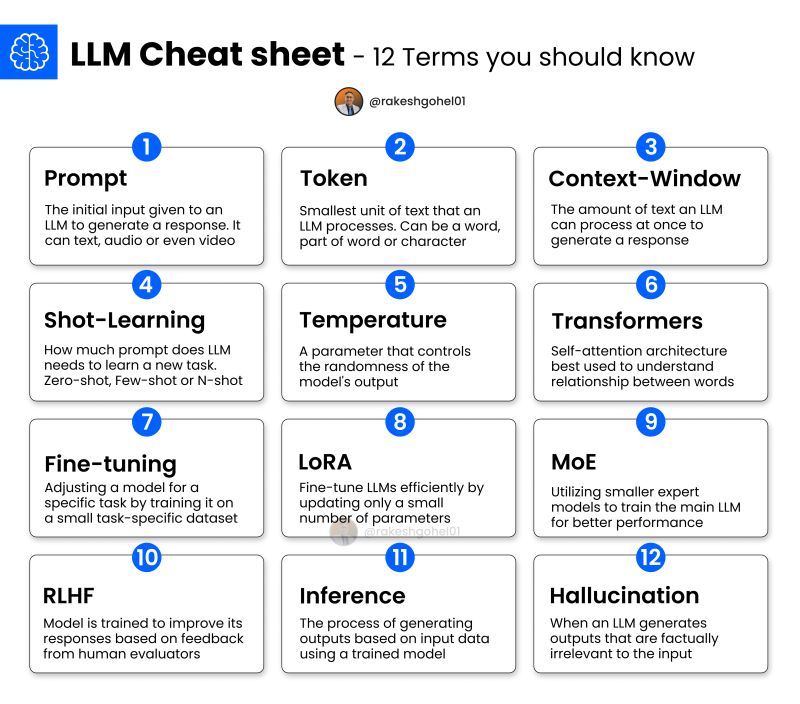 LLM Cheat sheet - 12 Terms you should know
@rakeshgohel01
1
Prompt
The initial input given to an
LLM to generate a response. It
can text, audio or even video
2
Token
Smallest unit of text that an
LLM processes. Can be a word,
part of word or character
3
Context-Window
The amount of text an LLM
can process at once to
generate a response
4
Shot-Learning
How much prompt does LLM
needs to learn a new task.
Zero-shot, Few-shot or N-shot
5
Temperature
A parameter that controls
the randomness of the
model's output
6
Transformers
Self-attention architecture
best used to understand
relationship between words
7
Fine-tuning
Adjusting a model for a
specific task by training it on
a small task-specific dataset
8
LoRA
Fine-tune LLMs efficiently by
updating only a small
number of parameters
@rakeshgohel01
9
MoE
Utilizing smaller expert
models to train the main LLM
for better performance
10
RLHF
Model is trained to improve its
responses based on feedback
from human evaluators
11
Inference
The process of generating
outputs based on input data
using a trained model
12
Hallucination
When an LLM generates
outputs that are factually
irrelevant to the input